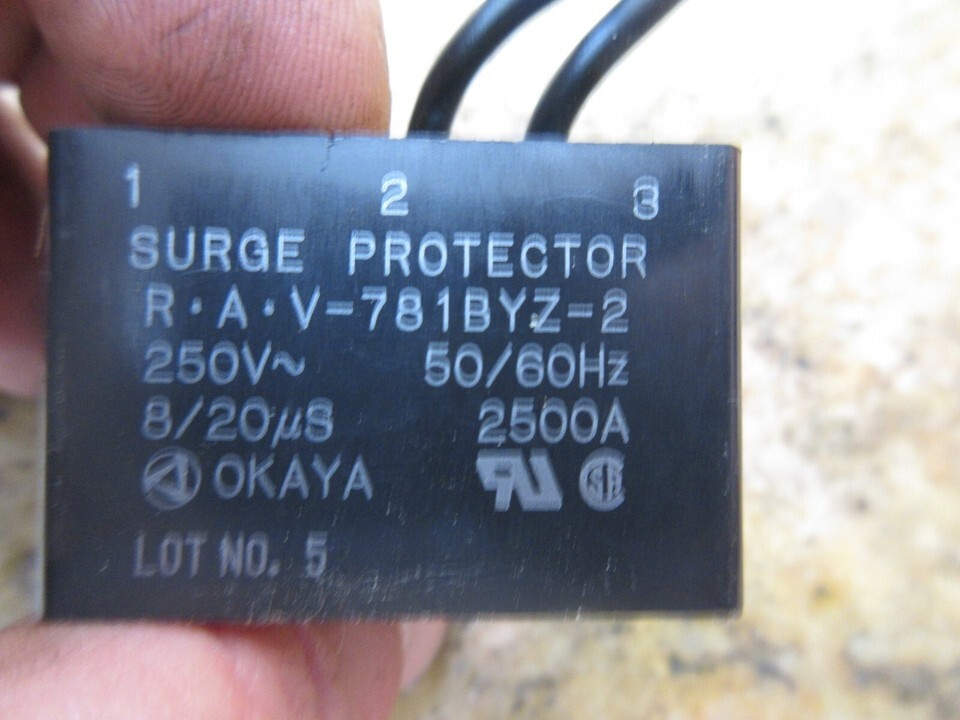 1 2 3
SURGE PROTECTOR
R·A·V-781BYZ-2
250V~ 50/60Hz
8/20μS 2500A
OKAYA
LOT NO. 5